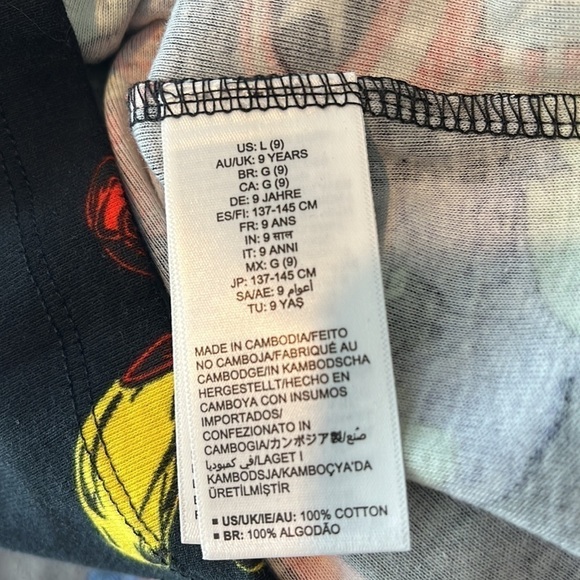 US: L (9)
AU/UK: 9 YEARS
BR: G (9)
CA: G (9)
DE: 9 JAHRE
ES/FI: 137-145 CM
FR: 9 ANS
IN: 9 साल
IT: 9 ANNI
MX: G (9)
JP: 137-145 CM
SA/AE: 9 أعوام
TU: 9 YAŞ
MADE IN CAMBODIA/FEITO
NO CAMBOJA/FABRIQUÉ AU
CAMBODGE/IN KAMBODSCHA
HERGESTELLT/HECHO EN
CAMBOYA CON INSUMOS
IMPORTADOS/
CONFEZIONATO IN
CAMBOGIA/カンボジア製/صُنع
في كمبوديا/LAGET I
KAMBODSJA/KAMBOÇYA'DA
ÜRETİLMİŞTİR
■ US/UK/IE/AU: 100% COTTON
■ BR: 100% ALGODÃO